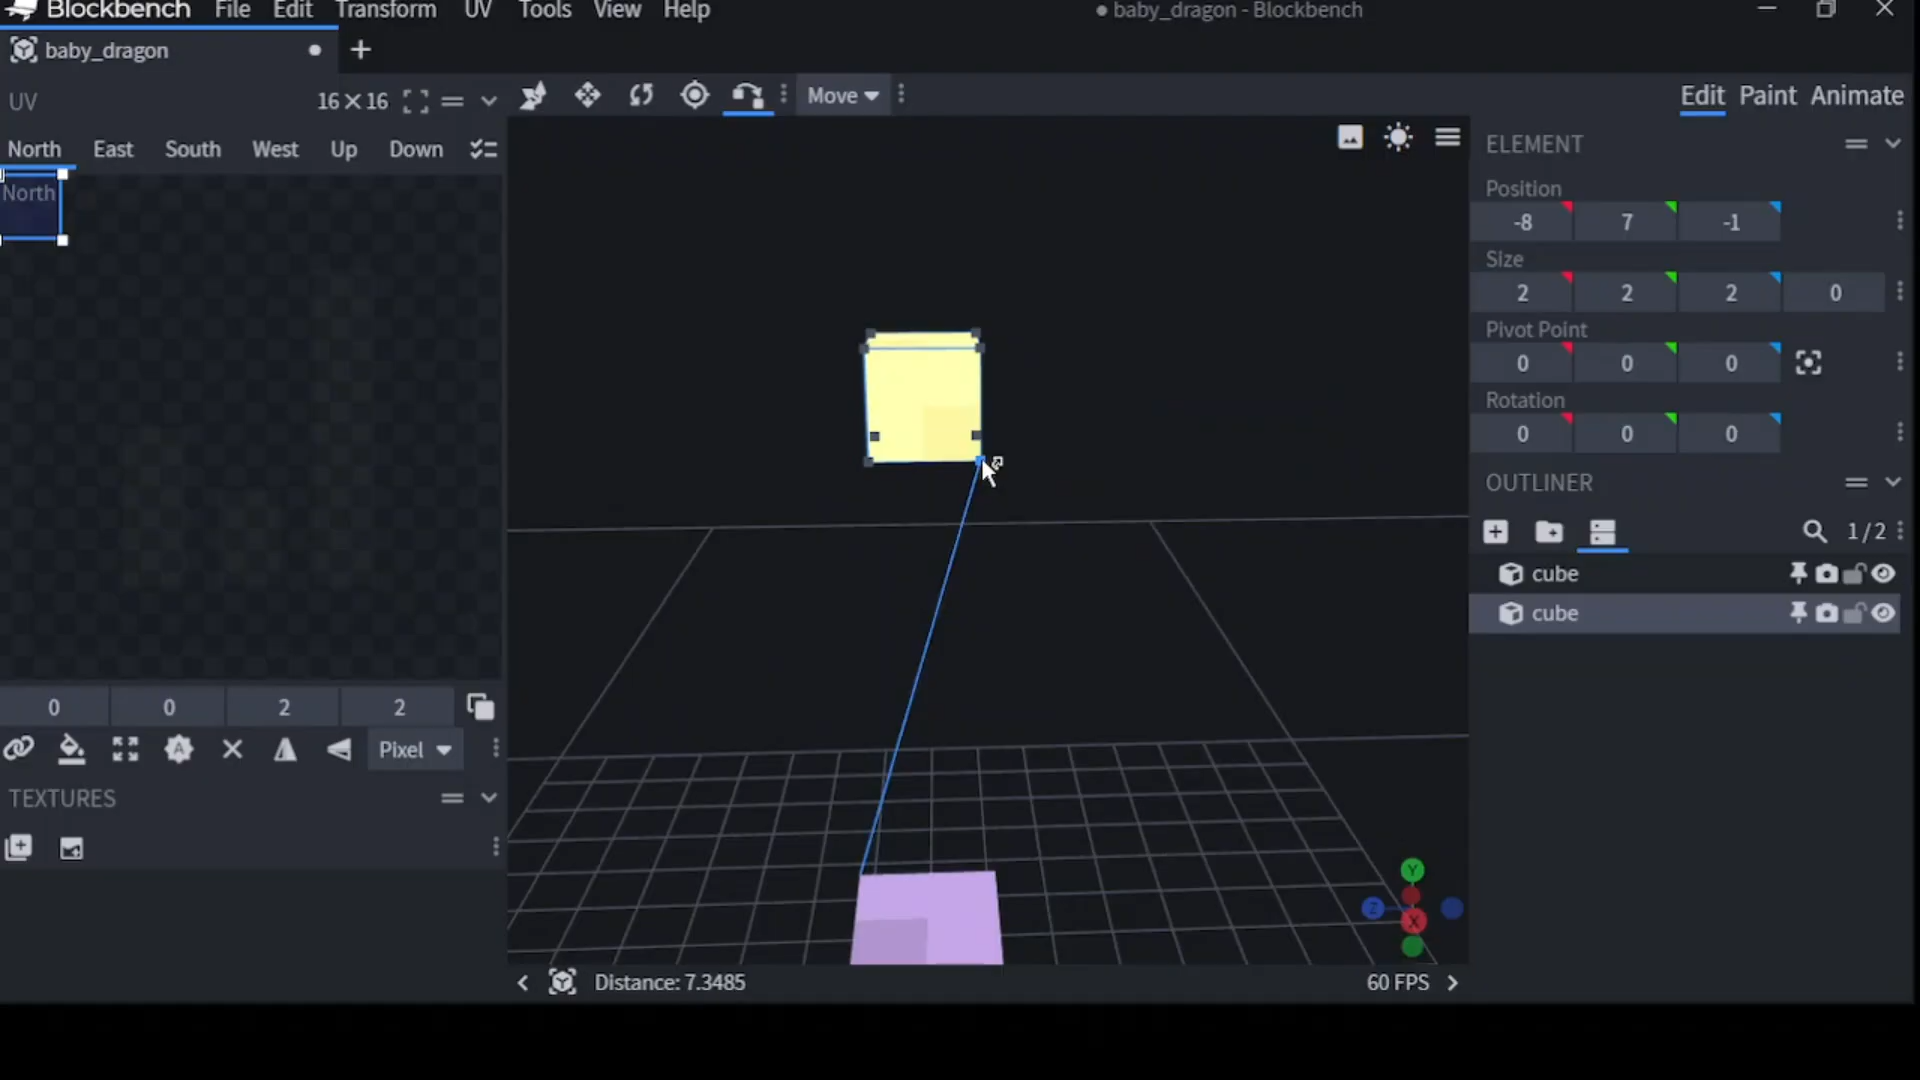 Blockbench File Edit Transform UV Tools View Help
baby_dragon - Blockbench
baby_dragon
UV 16×16
Move
Edit Paint Animate
North East South West Up Down
North
ELEMENT
Position
-8 7 -1
Size
2 2 2 0
Pivot Point
0 0 0
Rotation
0 0 0
OUTLINER
1/2
cube
cube
0 0 2 2
A
Pixel
TEXTURES
Y
Z
X
Distance: 7.3485
60 FPS